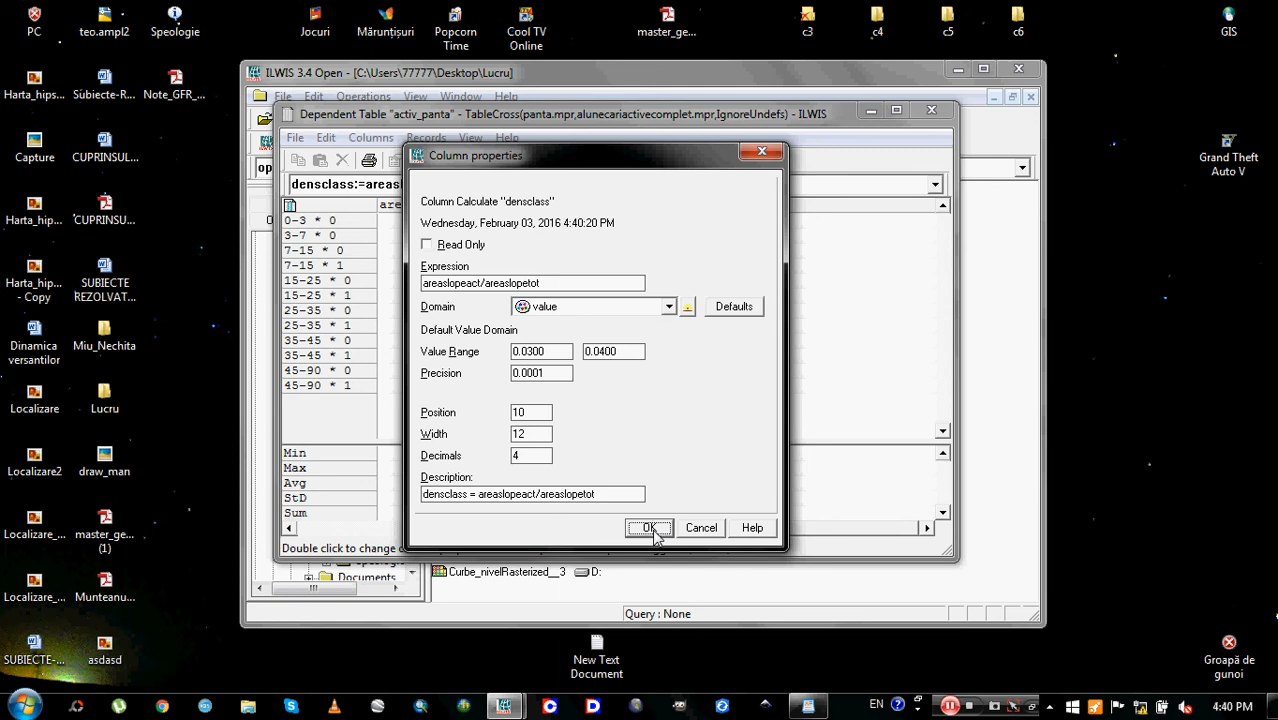 PC
teo.ampl2
Speologie
Jocuri
Mărunțișuri
Popcorn
Time
Cool TV
Online
master_ge...
c3
c4
c5
c6
GIS
Harta_hips...
Subiecte-R...
Note_GFR_...
Capture
CUPRINSUL...
Harta_hip...
"CUPRINSU...
Harta_hip...
- Copy
SUBIECTE
REZOLVAT...
Dinamica
versantilor
Miu_Nechita
Localizare
Lucru
Localizare2
draw_man
Localizare_...
master_ge...
(1)
Localizare_...
Munteanu...
SUBIECTE-...
asdasd
New Text
Document
Grand Theft
Auto V
Groapă de
gunoi
ILWIS 3.4 Open - [C:\Users\77777\Desktop\Lucru]
File Edit Operations View Window Help
Dependent Table "activ_panta" - TableCross(panta.mpr,alunecariactivecomplet.mpr,IgnoreUndefs) - ILWIS
File Edit Columns Records View Help
densclass:=areasl
0-3 * 0
3-7 * 0
7-15 * 0
7-15 * 1
15-25 * 0
15-25 * 1
25-35 * 0
25-35 * 1
35-45 * 0
35-45 * 1
45-90 * 0
45-90 * 1
Min
Max
Avg
StD
Sum
Double click to change
Column properties
Column Calculate "densclass"
Wednesday, February 03, 2016 4:40:20 PM
Read Only
Expression
areaslopeact/areaslopetot
Domain value Defaults
Default Value Domain
Value Range 0.0300 0.0400
Precision 0.0001
Position 10
Width 12
Decimals 4
Description:
densclass = areaslopeact/areaslopetot
OK Cancel Help
Documents
Curbe_nivelRasterized__3 D:
Query : None
EN
4:40 PM